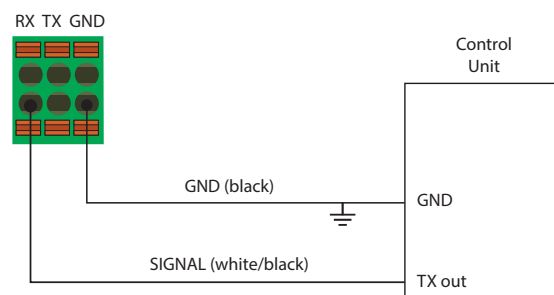 RX TX GND
Control
Unit
GND (black)
GND
SIGNAL (white/black)
TX out